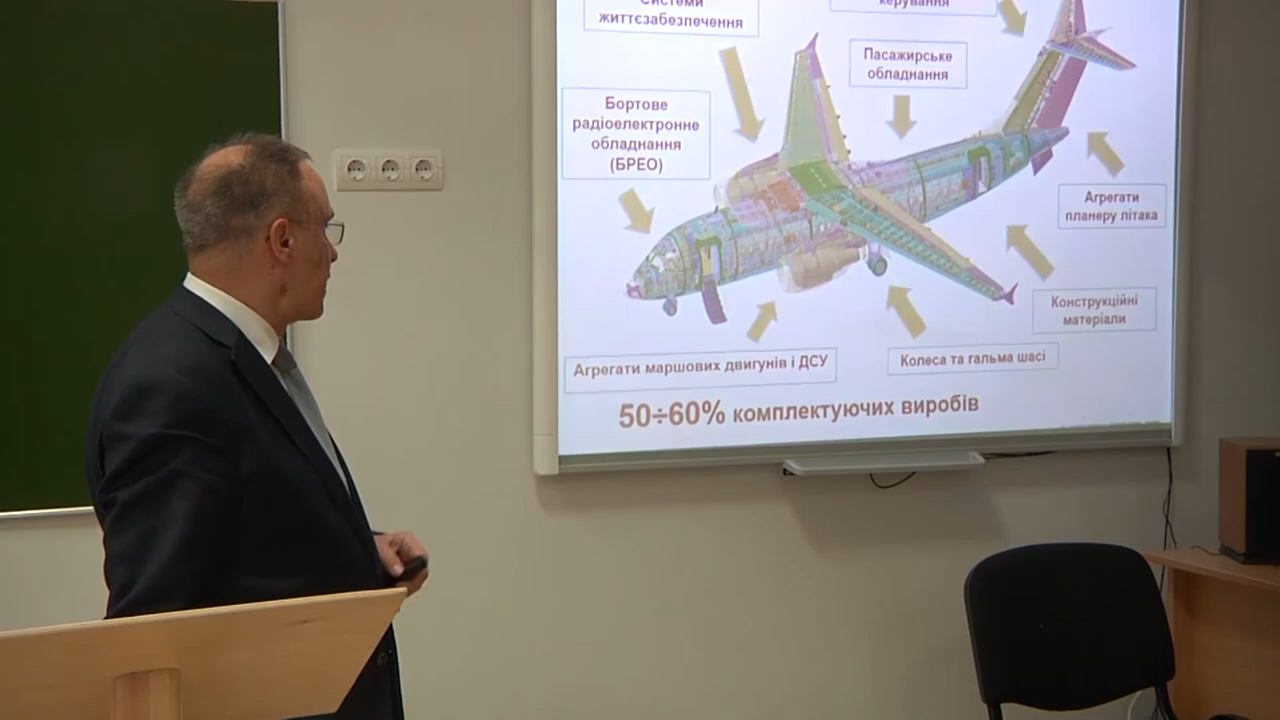 Системи
життєзабезпечення
керування
Пасажирське
обладнання
Бортове
радіоелектронне
обладнання
(БРЕО)
Агрегати
планеру літака
Конструкційні
матеріали
Агрегати маршових двигунів і ДСУ
Колеса та гальма шасі
50÷60% комплектуючих виробів